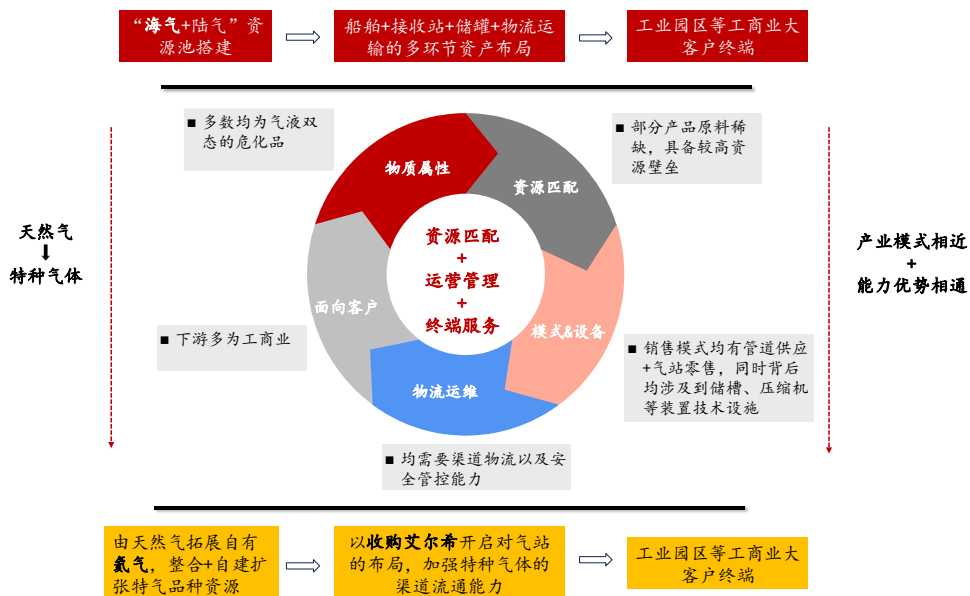 “海气+陆气”资
源池搭建
船舶+接收站+储罐+物流运
输的多环节资产布局
工业园区等工商业大
客户终端
■ 多数均为气液双
态的危化品
■ 部分产品原料稀
缺，具备较高资
源壁垒
物质属性
资源匹配
天然气
特种气体
资源匹配
+
运营管理
+
终端服务
产业模式相近
+
能力优势相通
面向客户
模式&设备
■ 下游多为工商业
■ 销售模式均有管道供应
+气站零售，同时背后
均涉及到储槽、压缩机
等装置技术设施
物流运维
■ 均需要渠道物流以及安
全管控能力
由天然气拓展自有
氦气，整合+自建扩
张特气品种资源
以收购艾尔希开启对气站
的布局，加强特种气体的
渠道流通能力
工业园区等工商业大
客户终端